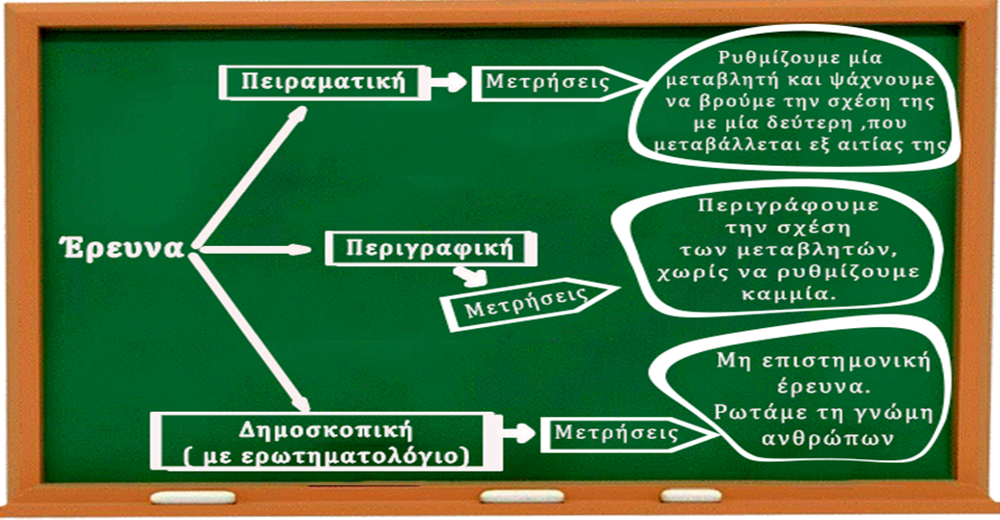 Πειραματική
Μετρήσεις
Ρυθμίζουμε μία
μεταβλητή και ψάχνουμε
να βρούμε την σχέση της
με μία δεύτερη ,που
μεταβάλλεται εξ αιτίας της
Έρευνα
Περιγραφική
Μετρήσεις
Περιγράφουμε
την σχέση
των μεταβλητών,
χωρίς να ρυθμίζουμε
καμμία.
Δημοσκοπική
( με ερωτηματολόγιο)
Μετρήσεις
Μη επιστημονική
έρευνα.
Ρωτάμε τη γνώμη
ανθρώπων